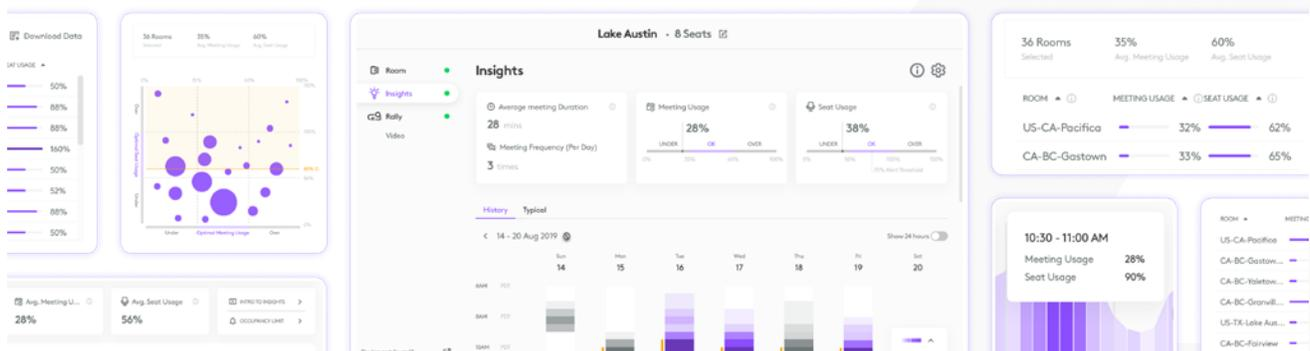 Download Data
EAT USAGE
50%
88%
88%
160%
50%
52%
88%
50%
36 Rooms 35% 60%
Selected Avg. Meeting Usage Avg. Seat Usage
Over
Optimal Seat Usage
Under
Under Optimal Meeting Usage Over
Avg. Meeting U...
28%
Avg. Seat Usage
56%
INTRO TO INSIGHTS
OCCUPANCY LIMIT
Lake Austin · 8 Seats
Room
Insights
Rally
Video
Insights
Average meeting Duration
28 mins
Meeting Frequency (Per Day)
3 times
Meeting Usage
28%
UNDER OK OVER
Seat Usage
38%
UNDER OK OVER
History Typical
14 - 20 Aug 2019
Show 24 hours
Sun Mon Tue Wed Thu Fri Sat
14 15 16 17 18 19 20
6AM
8AM
10AM
36 Rooms 35% 60%
Selected Avg. Meeting Usage Avg. Seat Usage
ROOM MEETING USAGE SEAT USAGE
US-CA-Pacifica 32% 62%
CA-BC-Gastown 33% 65%
10:30 - 11:00 AM
Meeting Usage 28%
Seat Usage 90%
ROOM MEETING
US-CA-Pacifica
CA-BC-Gastow...
CA-BC-Yaletow...
CA-BC-Granvill...
US-TX-Lake Aus...
CA-BC-Fairview